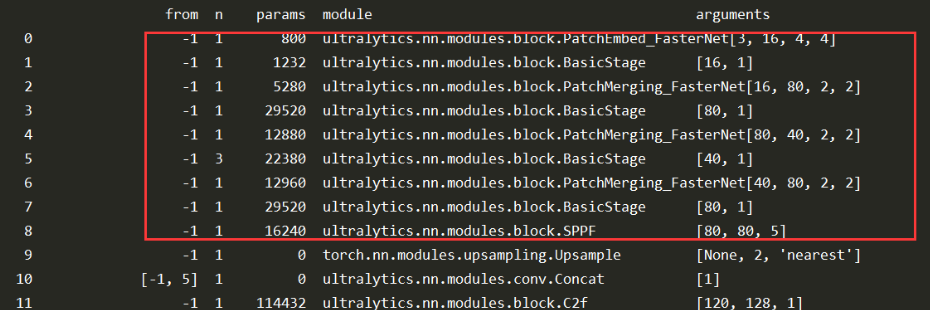 from n params module arguments
0 -1 1 800 ultralytics.nn.modules.block.PatchEmbed_FasterNet[3, 16, 4, 4]
1 -1 1 1232 ultralytics.nn.modules.block.BasicStage [16, 1]
2 -1 1 5280 ultralytics.nn.modules.block.PatchMerging_FasterNet[16, 80, 2, 2]
3 -1 1 29520 ultralytics.nn.modules.block.BasicStage [80, 1]
4 -1 1 12880 ultralytics.nn.modules.block.PatchMerging_FasterNet[80, 40, 2, 2]
5 -1 3 22380 ultralytics.nn.modules.block.BasicStage [40, 1]
6 -1 1 12960 ultralytics.nn.modules.block.PatchMerging_FasterNet[40, 80, 2, 2]
7 -1 1 29520 ultralytics.nn.modules.block.BasicStage [80, 1]
8 -1 1 16240 ultralytics.nn.modules.block.SPPF [80, 80, 5]
9 -1 1 0 torch.nn.modules.upsampling.Upsample [None, 2, 'nearest']
10 [-1, 5] 1 0 ultralytics.nn.modules.conv.Concat [1]
11 -1 1 114432 ultralytics.nn.modules.block.C2f [120, 128, 1]